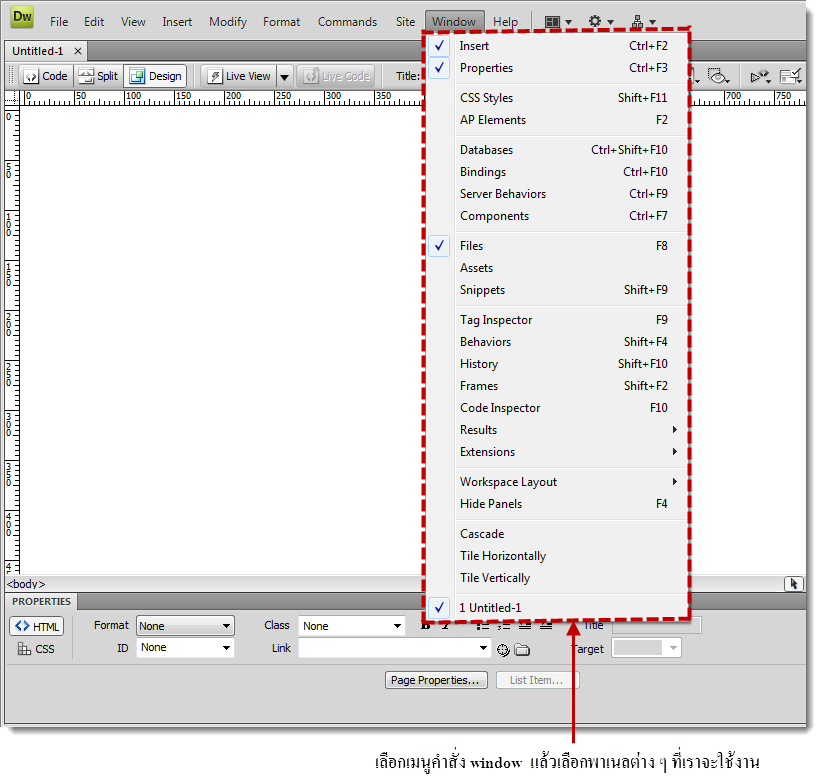 Dw File Edit View Insert Modify Format Commands Site Window Help
Untitled-1 ×
Code Split Design Live View Live Code Title:
0 50 100 150 200 250 300 350 700 750
0
50
100
150
200
250
300
350
400
4
Insert Ctrl+F2
Properties Ctrl+F3
CSS Styles Shift+F11
AP Elements F2
Databases Ctrl+Shift+F10
Bindings Ctrl+F10
Server Behaviors Ctrl+F9
Components Ctrl+F7
Files F8
Assets
Snippets Shift+F9
Tag Inspector F9
Behaviors Shift+F4
History Shift+F10
Frames Shift+F2
Code Inspector F10
Results
Extensions
Workspace Layout
Hide Panels F4
Cascade
Tile Horizontally
Tile Vertically
1 Untitled-1
<body>
PROPERTIES
<> HTML Format None Class None B I Title
CSS ID None Link Target
Page Properties... List Item...
เลือกเมนูคำสั่ง window แล้วเลือกพาเนลต่าง ๆ ที่เราจะใช้งาน